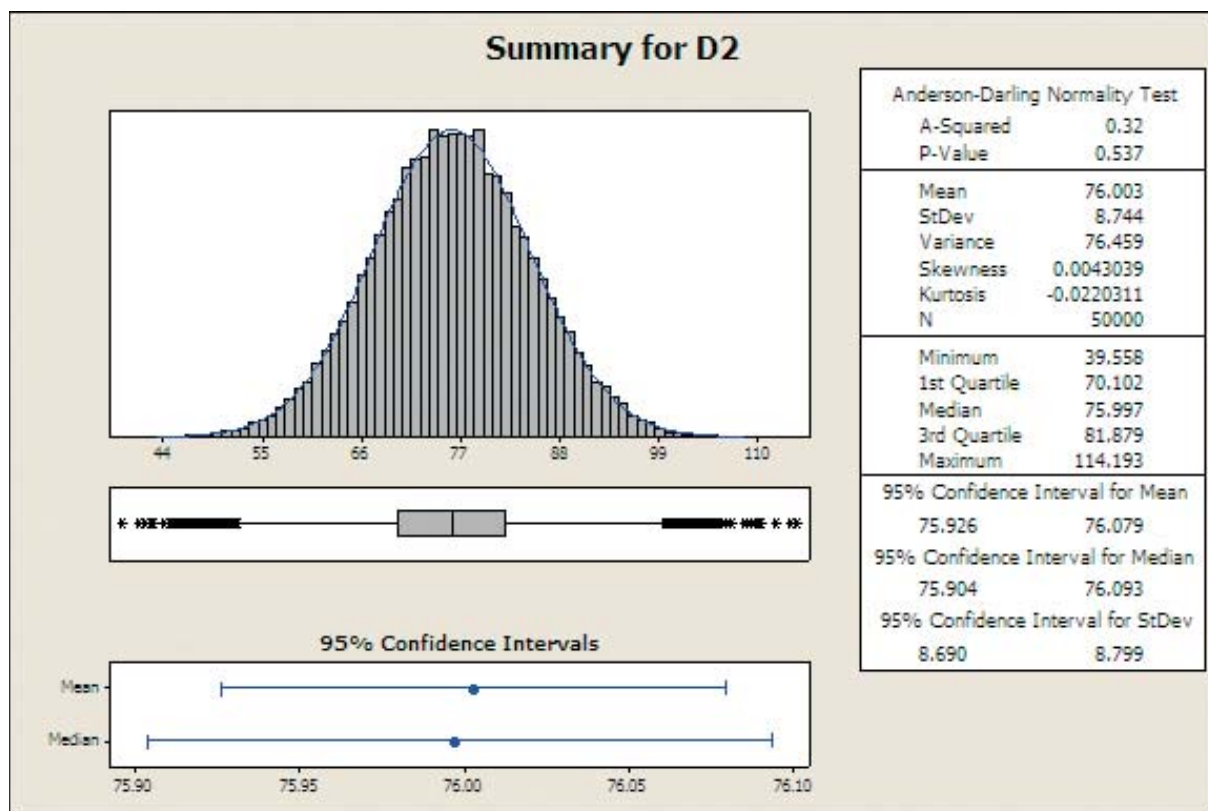 Summary for D2
44 55 66 77 88 99 110
95% Confidence Intervals
Mean
Median
75.90 75.95 76.00 76.05 76.10
Anderson-Darling Normality Test
A-Squared 0.32
P-Value 0.537
Mean 76.003
StDev 8.744
Variance 76.459
Skewness 0.0043039
Kurtosis -0.0220311
N 50000
Minimum 39.558
1st Quartile 70.102
Median 75.997
3rd Quartile 81.879
Maximum 114.193
95% Confidence Interval for Mean
75.926 76.079
95% Confidence Interval for Median
75.904 76.093
95% Confidence Interval for StDev
8.690 8.799